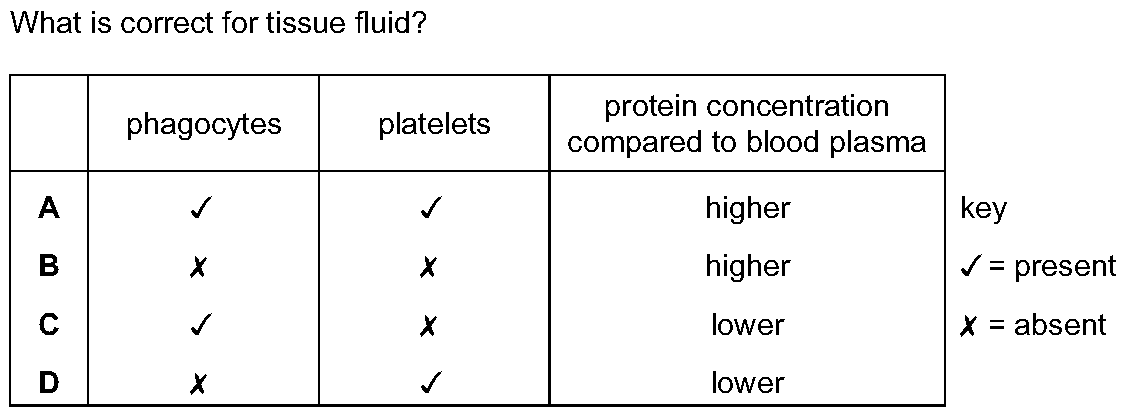 What is correct for tissue fluid?
phagocytes platelets protein concentration
compared to blood plasma
A ✓ ✓ higher key
B ✗ ✗ higher ✓ = present
C ✓ ✗ lower ✗ = absent
D ✗ ✓ lower